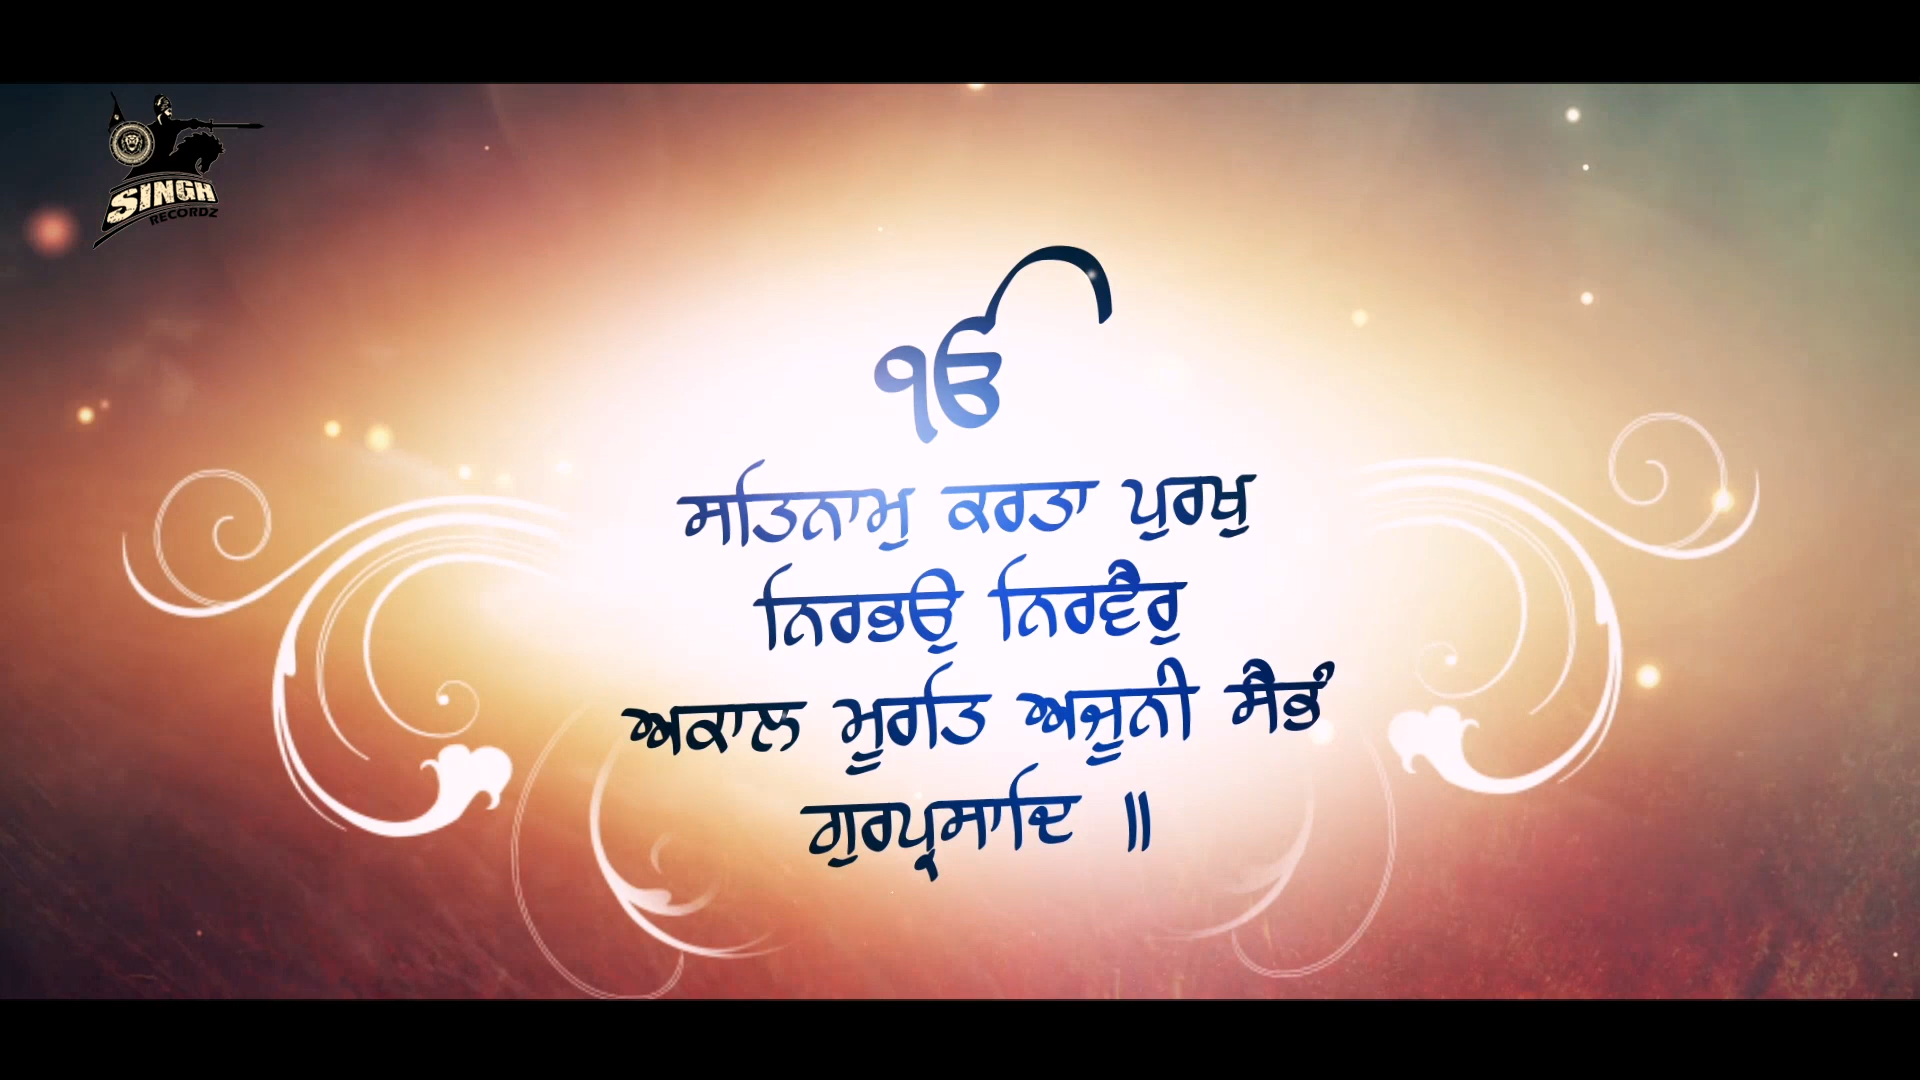 SINGH
RECORDZ
ੴ
ਸਤਿਨਾਮੁ ਕਰਤਾ ਪੁਰਖੁ
ਨਿਰਭਉ ਨਿਰਵੈਰੁ
ਅਕਾਲ ਮੂਰਤਿ ਅਜੂਨੀ ਸੈਭੰ
ਗੁਰਪ੍ਰਸਾਦਿ ॥